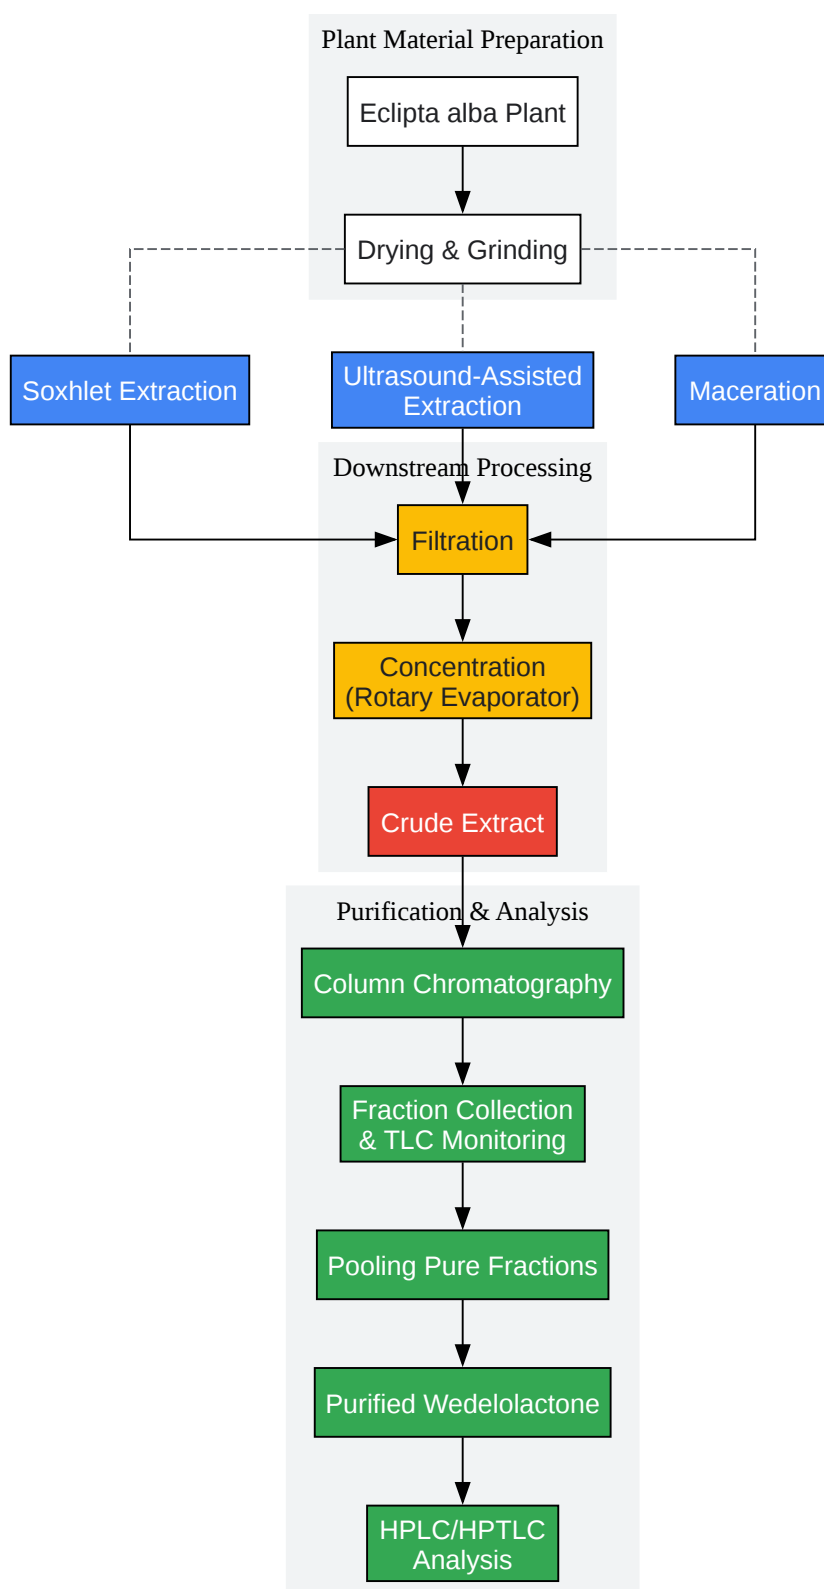 Plant Material Preparation
Eclipta alba Plant
Drying & Grinding
Soxhlet Extraction
Ultrasound-Assisted
Extraction
Maceration
Downstream Processing
Filtration
Concentration
(Rotary Evaporator)
Crude Extract
Purification & Analysis
Column Chromatography
Fraction Collection
& TLC Monitoring
Pooling Pure Fractions
Purified Wedelolactone
HPLC/HPTLC
Analysis